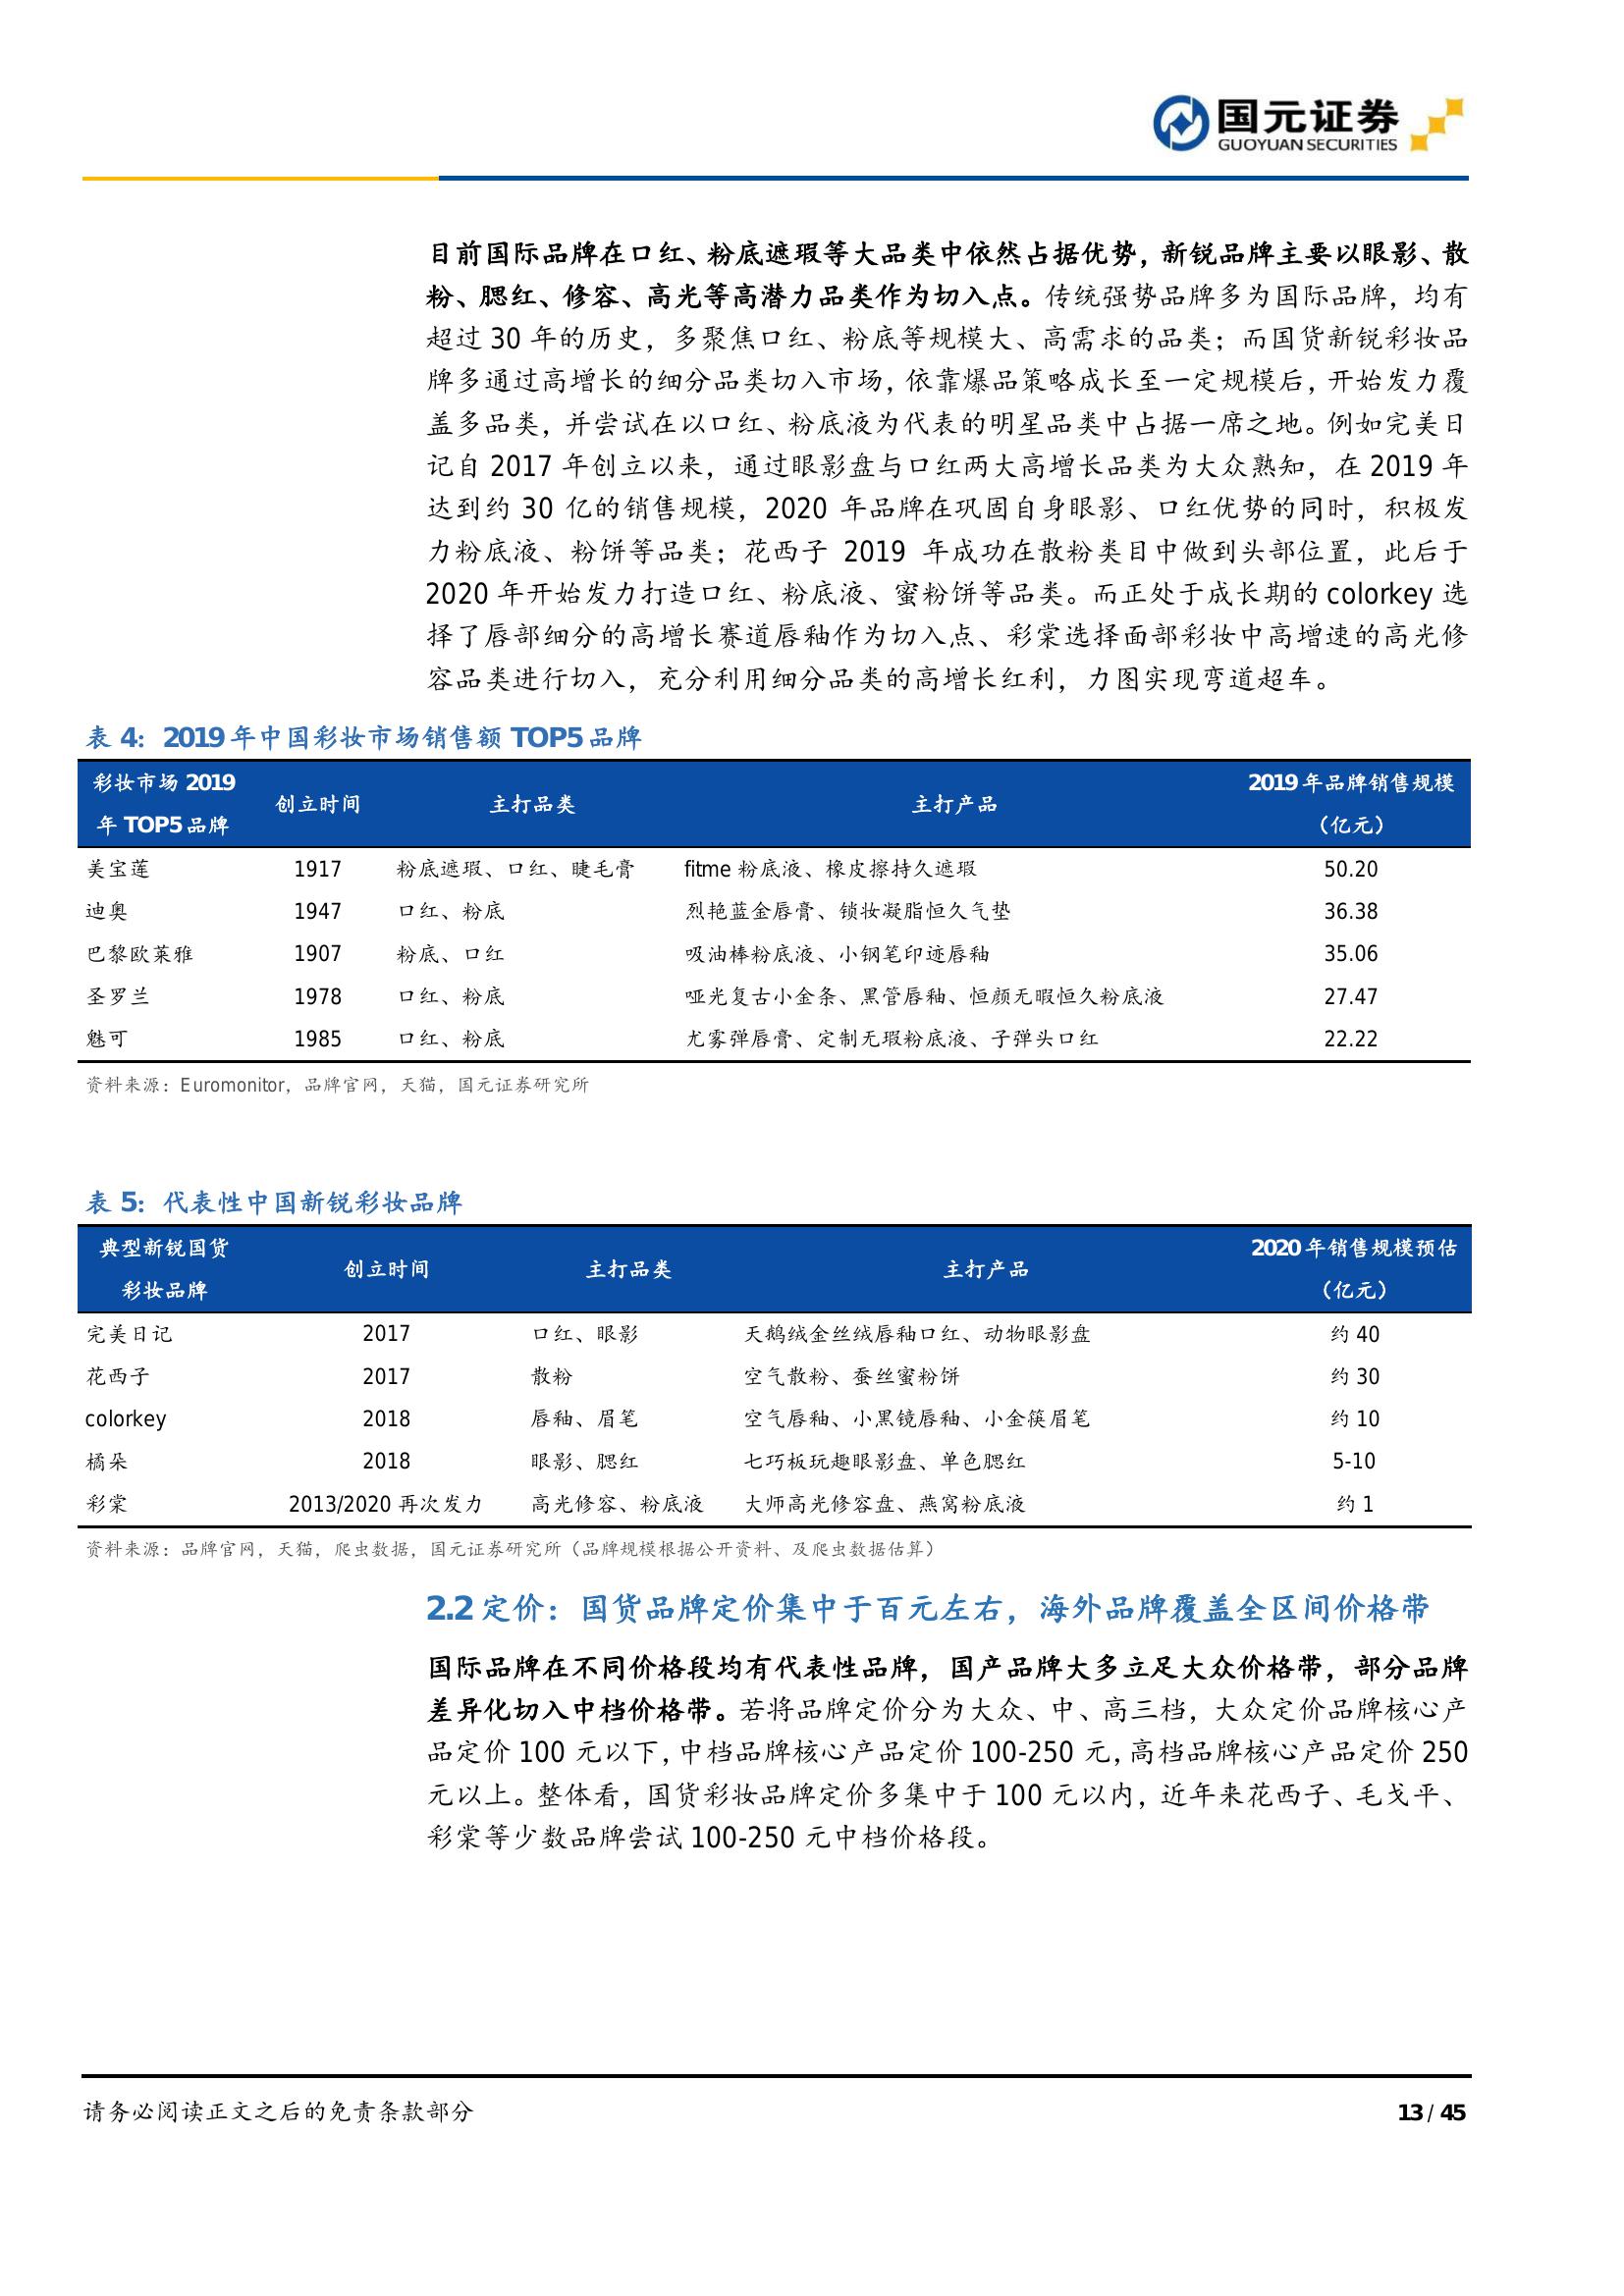 国元证券
GUOYUAN SECURITIES
目前国际品牌在口红、粉底遮瑕等大品类中依然占据优势，新锐品牌主要以眼影、散
粉、腮红、修容、高光等高潜力品类作为切入点。传统强势品牌多为国际品牌，均有
超过 30 年的历史，多聚焦口红、粉底等规模大、高需求的品类；而国货新锐彩妆品
牌多通过高增长的细分品类切入市场，依靠爆品策略成长至一定规模后，开始发力覆
盖多品类，并尝试在以口红、粉底液为代表的明星品类中占据一席之地。例如完美日
记自 2017 年创立以来，通过眼影盘与口红两大高增长品类为大众熟知，在 2019 年
达到约 30 亿的销售规模，2020 年品牌在巩固自身眼影、口红优势的同时，积极发
力粉底液、粉饼等品类；花西子 2019 年成功在散粉类目中做到头部位置，此后于
2020 年开始发力打造口红、粉底液、蜜粉饼等品类。而正处于成长期的 colorkey 选
择了唇部细分的高增长赛道唇釉作为切入点、彩棠选择面部彩妆中高增速的高光修
容品类进行切入，充分利用细分品类的高增长红利，力图实现弯道超车。
表 4：2019 年中国彩妆市场销售额 TOP5 品牌
彩妆市场 2019 年 TOP5 品牌 创立时间 主打品类 主打产品 2019 年品牌销售规模（亿元）
美宝莲 1917 粉底遮瑕、口红、睫毛膏 fitme 粉底液、橡皮擦持久遮瑕 50.20
迪奥 1947 口红、粉底 烈艳蓝金唇膏、锁妆凝脂恒久气垫 36.38
巴黎欧莱雅 1907 粉底、口红 吸油棒粉底液、小钢笔印迹唇釉 35.06
圣罗兰 1978 口红、粉底 哑光复古小金条、黑管唇釉、恒颜无暇恒久粉底液 27.47
魅可 1985 口红、粉底 尤雾弹唇膏、定制无瑕粉底液、子弹头口红 22.22
资料来源：Euromonitor，品牌官网，天猫，国元证券研究所
表 5：代表性中国新锐彩妆品牌
典型新锐国货彩妆品牌 创立时间 主打品类 主打产品 2020 年销售规模预估（亿元）
完美日记 2017 口红、眼影 天鹅绒金丝绒唇釉口红、动物眼影盘 约 40
花西子 2017 散粉 空气散粉、蚕丝蜜粉饼 约 30
colorkey 2018 唇釉、眉笔 空气唇釉、小黑镜唇釉、小金筷眉笔 约 10
橘朵 2018 眼影、腮红 七巧板玩趣眼影盘、单色腮红 5-10
彩棠 2013/2020 再次发力 高光修容、粉底液 大师高光修容盘、燕窝粉底液 约 1
资料来源：品牌官网，天猫，爬虫数据，国元证券研究所（品牌规模根据公开资料、及爬虫数据估算）
2.2 定价：国货品牌定价集中于百元左右，海外品牌覆盖全区间价格带
国际品牌在不同价格段均有代表性品牌，国产品牌大多立足大众价格带，部分品牌
差异化切入中档价格带。若将品牌定价分为大众、中、高三档，大众定价品牌核心产
品定价 100 元以下，中档品牌核心产品定价 100-250 元，高档品牌核心产品定价 250
元以上。整体看，国货彩妆品牌定价多集中于 100 元以内，近年来花西子、毛戈平、
彩棠等少数品牌尝试 100-250 元中档价格段。
请务必阅读正文之后的免责条款部分
13 / 45